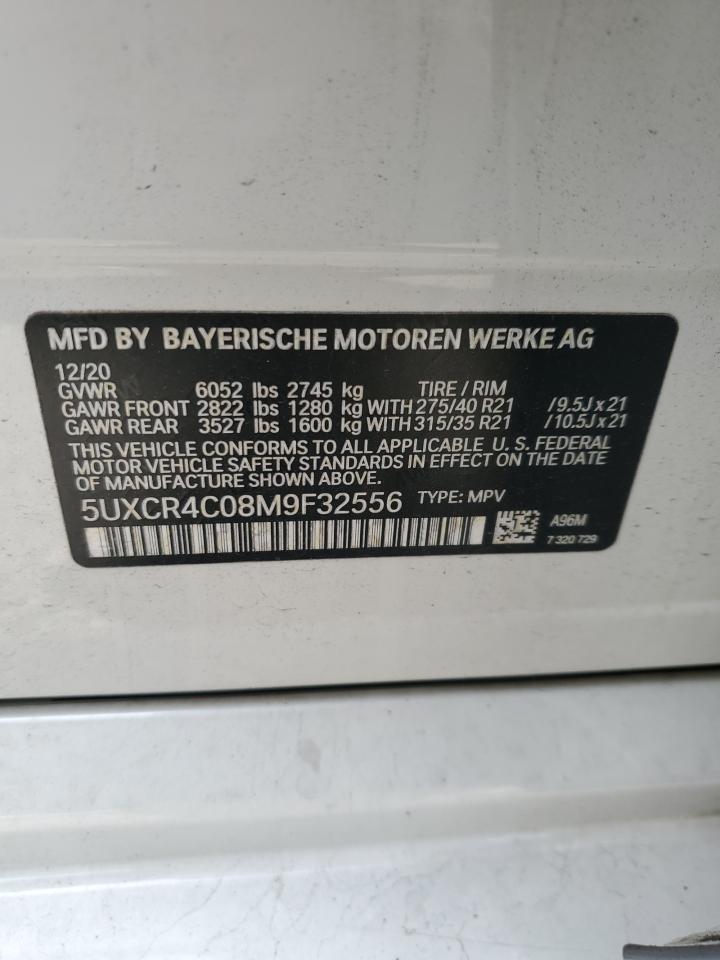 MFD BY BAYERISCHE MOTOREN WERKE AG
12/20
GVWR 6052 lbs 2745 kg TIRE / RIM
GAWR FRONT 2822 lbs 1280 kg WITH 275/40 R21 /9.5J x 21
GAWR REAR 3527 lbs 1600 kg WITH 315/35 R21 /10.5J x 21
THIS VEHICLE CONFORMS TO ALL APPLICABLE U. S. FEDERAL
MOTOR VEHICLE SAFETY STANDARDS IN EFFECT ON THE DATE
OF MANUFACTURE SHOWN ABOVE.
5UXCR4C08M9F32556 TYPE: MPV
A96M
7 320 729